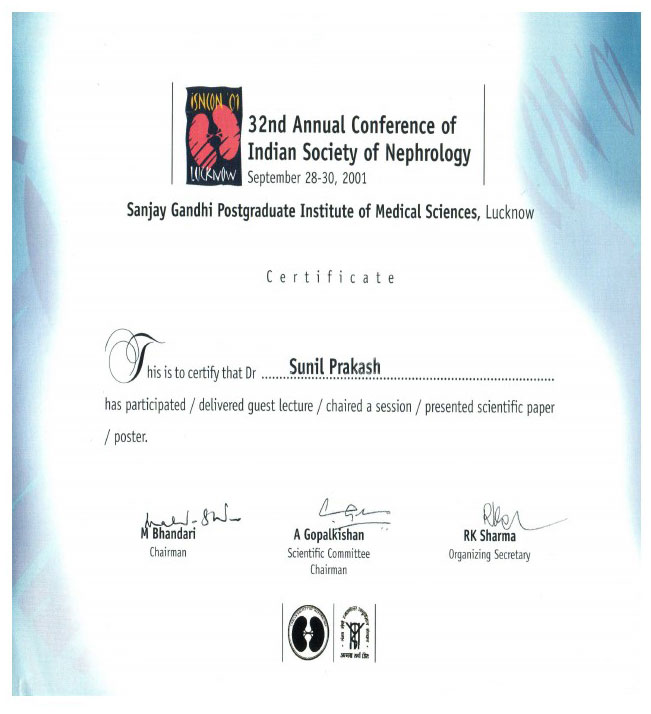 ISNCON '01
LUCKNOW
32nd Annual Conference of
Indian Society of Nephrology
September 28-30, 2001
Sanjay Gandhi Postgraduate Institute of Medical Sciences, Lucknow
Certificate
This is to certify that Dr Sunil Prakash
has participated / delivered guest lecture / chaired a session / presented scientific paper
/ poster.
M Bhandari
Chairman
A Gopalkishan
Scientific Committee
Chairman
RK Sharma
Organizing Secretary